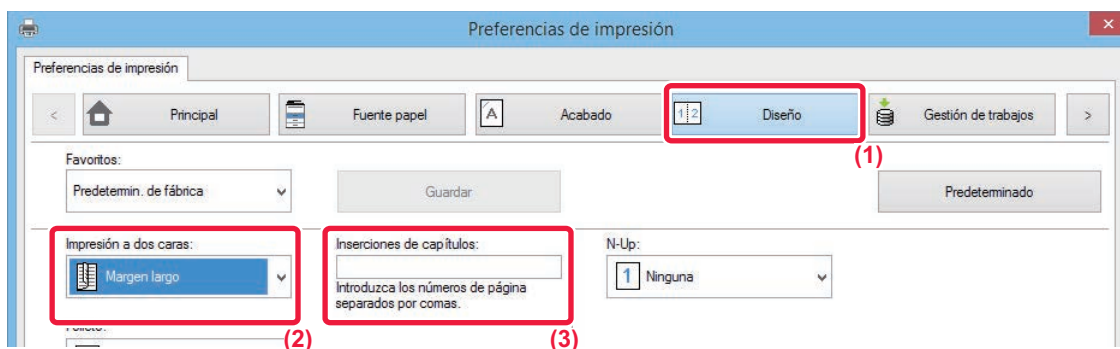 Preferencias de impresión
×
Preferencias de impresión
< Principal Fuente papel A Acabado 1 2 Diseño Gestión de trabajos >
(1)
Favoritos:
Predetermin. de fábrica Guardar Predeterminado
Impresión a dos caras: Inserciones de capítulos: N-Up:
Margen largo 1 Ninguna
Introduzca los números de página
separados por comas.
(2) (3)